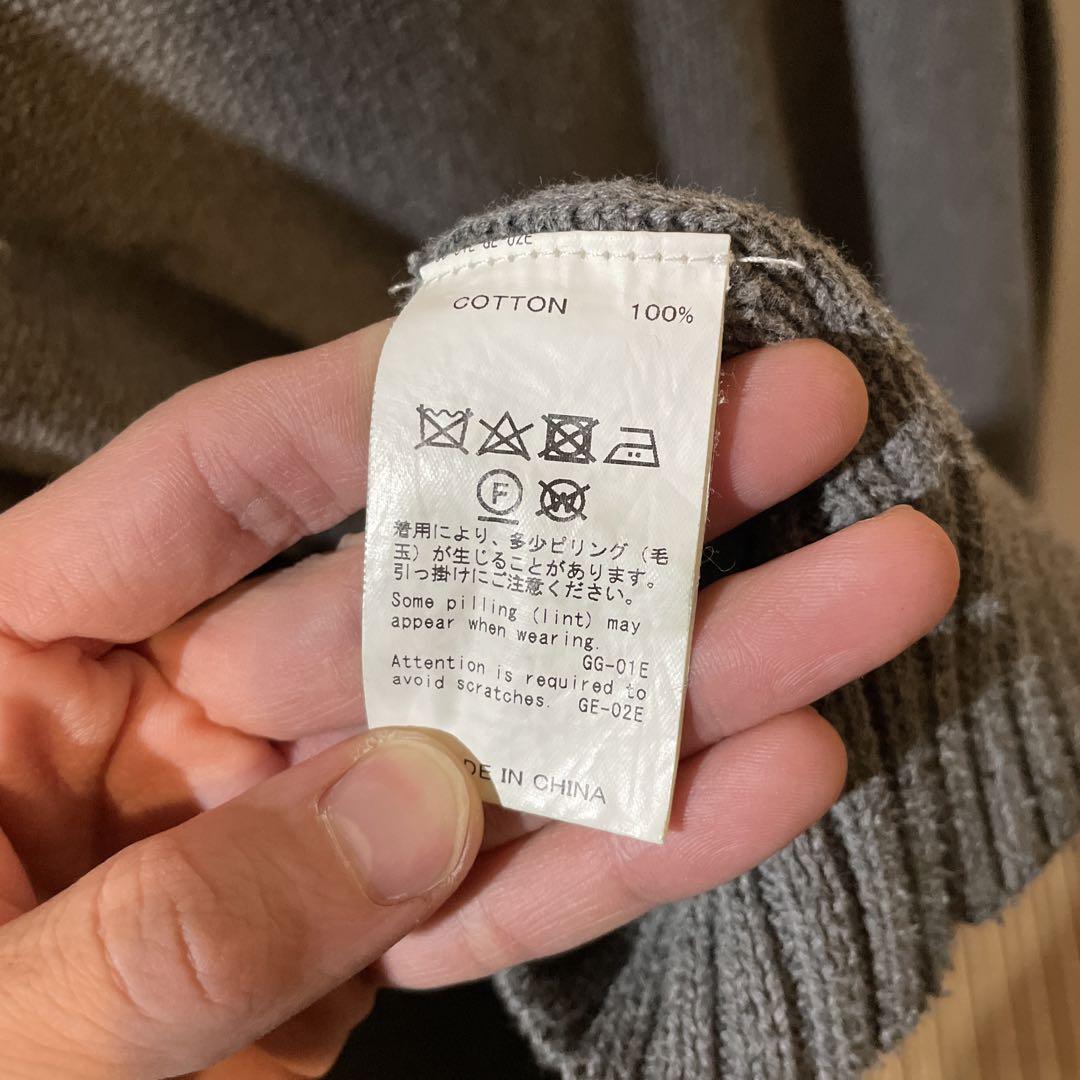 GE-02E
COTTON 100%
F
W
着用により、多少ピリング（毛
玉）が生じることがあります。
引っ掛けにご注意ください。
Some pilling (lint) may
appear when wearing.
GG-01E
Attention is required to
avoid scratches. GE-02E
DE IN CHINA